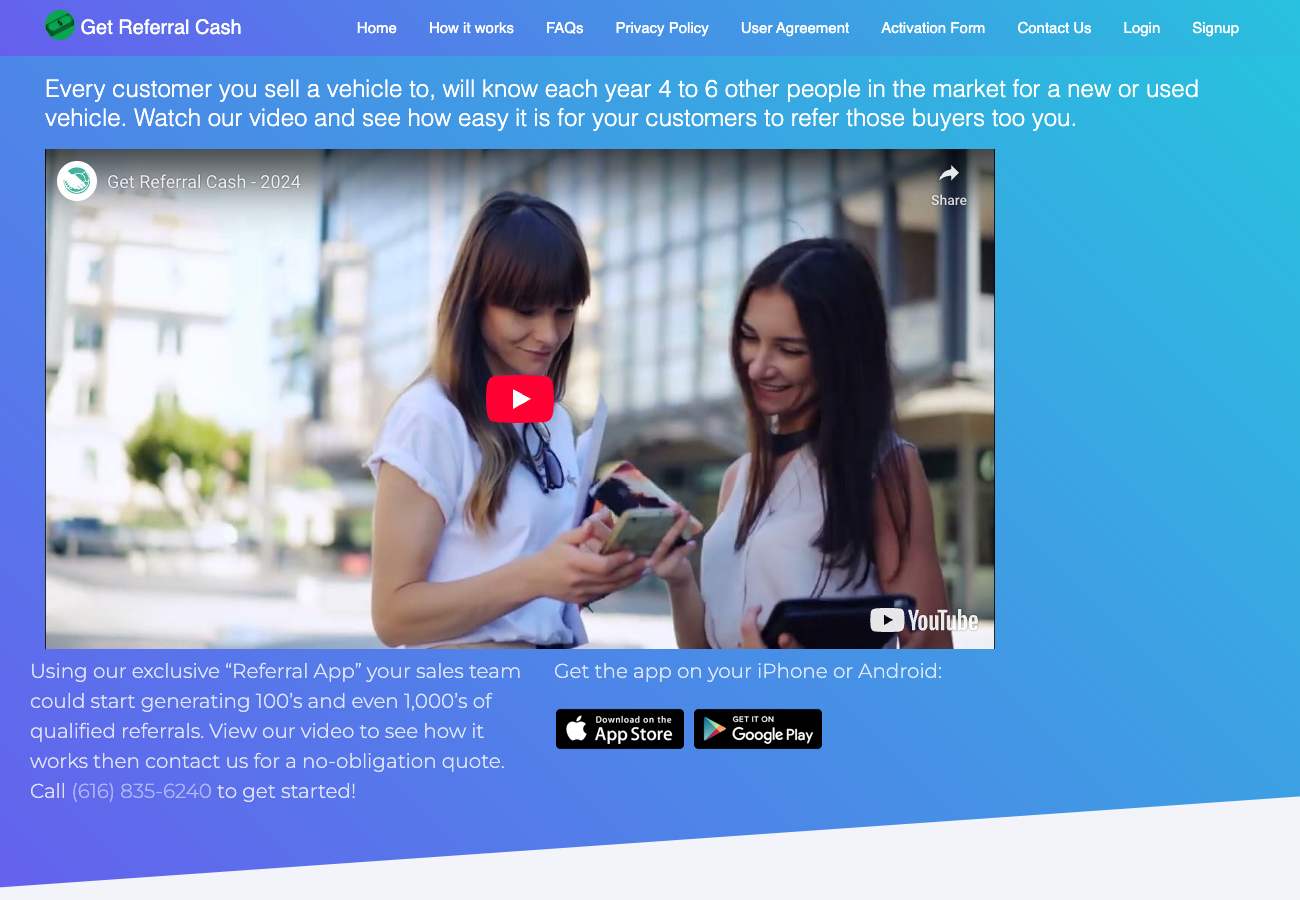 Get Referral Cash
Home How it works FAQs Privacy Policy User Agreement Activation Form Contact Us Login Signup
Every customer you sell a vehicle to, will know each year 4 to 6 other people in the market for a new or used
vehicle. Watch our video and see how easy it is for your customers to refer those buyers too you.
Get Referral Cash - 2024
Share
YouTube
Using our exclusive “Referral App” your sales team
could start generating 100’s and even 1,000’s of
qualified referrals. View our video to see how it
works then contact us for a no-obligation quote.
Call (616) 835-6240 to get started!
Get the app on your iPhone or Android:
Download on the
App Store
GET IT ON
Google Play